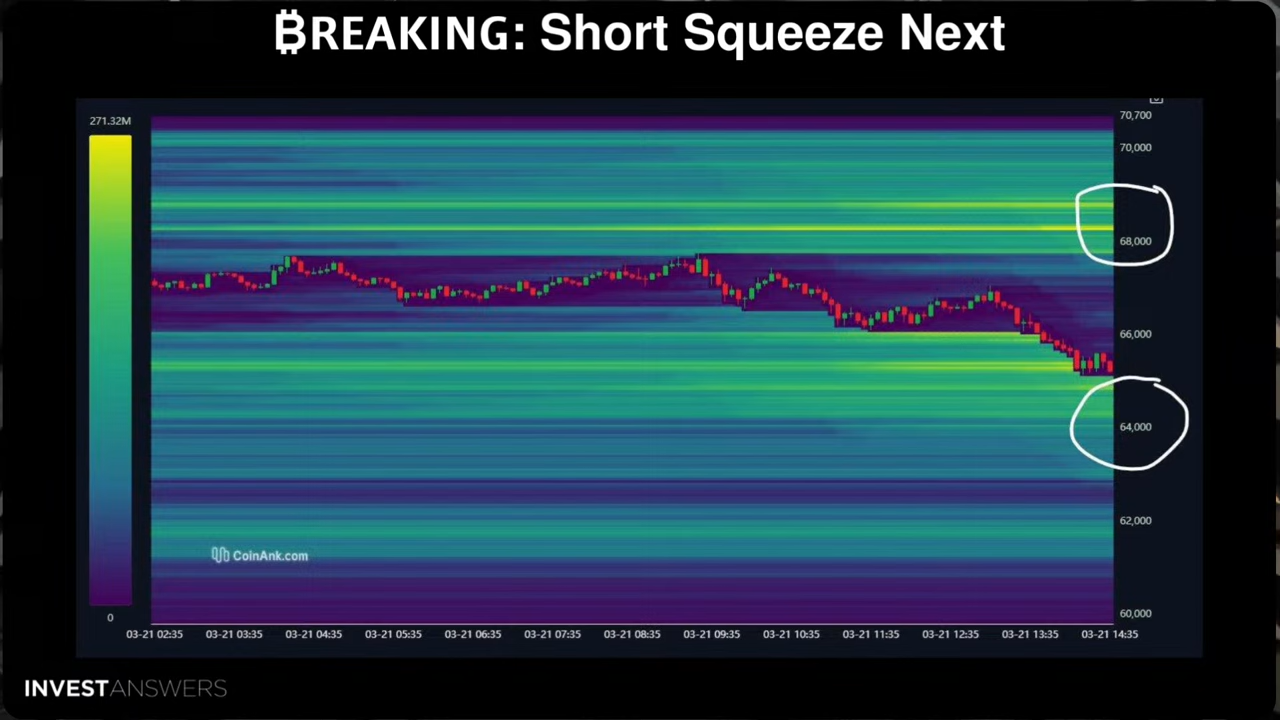 ₿REAKING: Short Squeeze Next
271.32M
0
70,700
70,000
68,000
66,000
64,000
62,000
60,000
CoinAnk.com
03-21 02:35 03-21 03:35 03-21 04:35 03-21 05:35 03-21 06:35 03-21 07:35 03-21 08:35 03-21 09:35 03-21 10:35 03-21 11:35 03-21 12:35 03-21 13:35 03-21 14:35
INVESTANSWERS